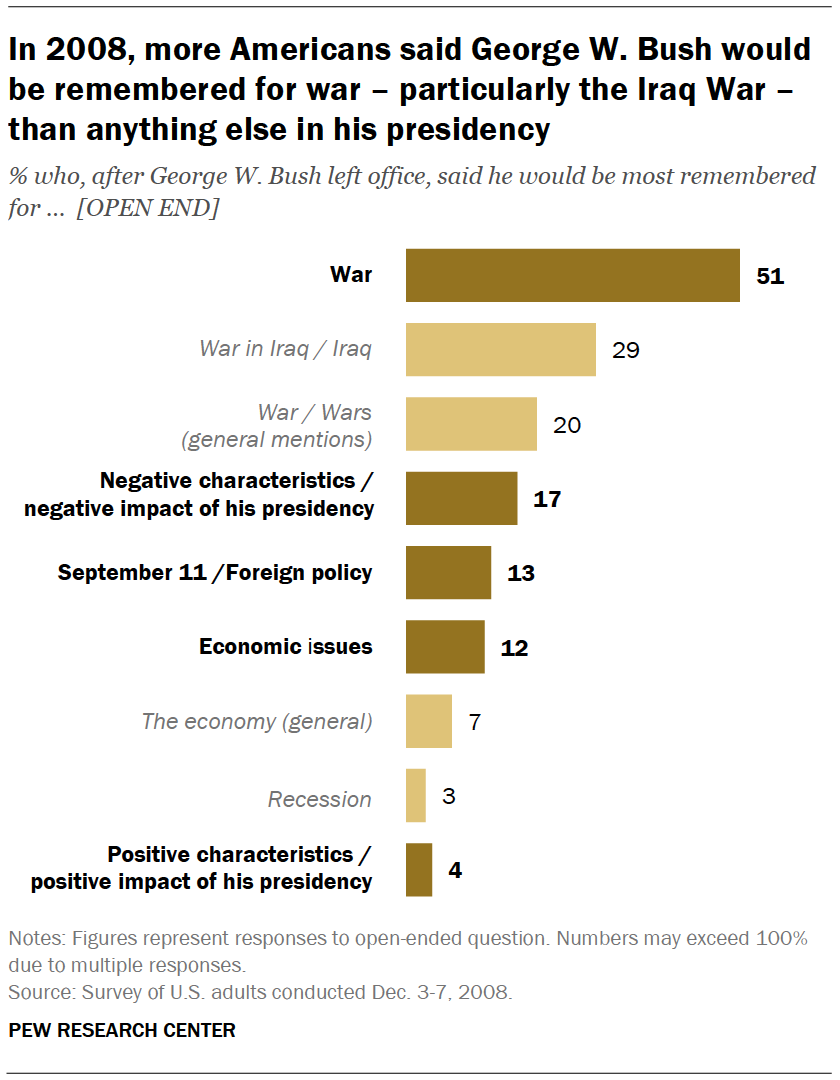 In 2008, more Americans said George W. Bush would
be remembered for war – particularly the Iraq War –
than anything else in his presidency
% who, after George W. Bush left office, said he would be most remembered
for ... [OPEN END]
War 51
War in Iraq / Iraq 29
War / Wars
(general mentions) 20
Negative characteristics /
negative impact of his presidency 17
September 11 /Foreign policy 13
Economic issues 12
The economy (general) 7
Recession 3
Positive characteristics /
positive impact of his presidency 4
Notes: Figures represent responses to open-ended question. Numbers may exceed 100%
due to multiple responses.
Source: Survey of U.S. adults conducted Dec. 3-7, 2008.
PEW RESEARCH CENTER